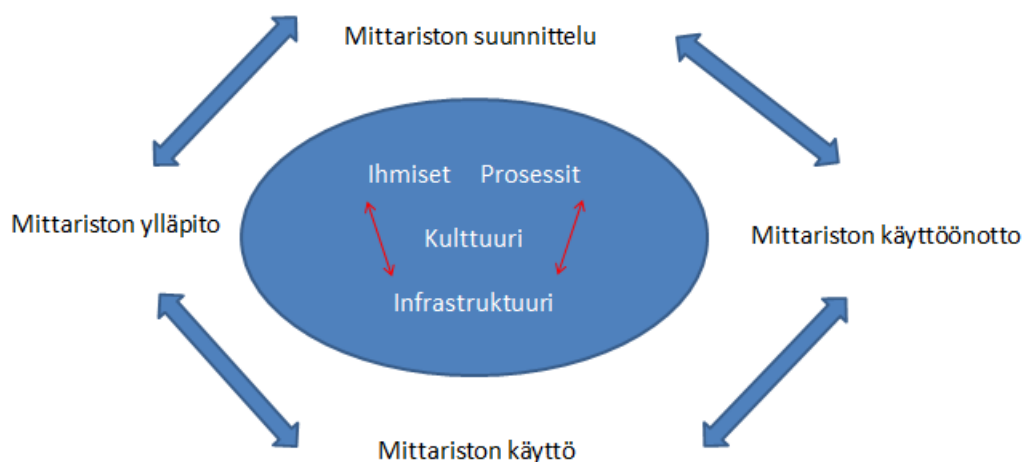 Mittariston suunnittelu
Ihmiset Prosessit
Mittariston ylläpito
Kulttuuri
Mittariston käyttöönotto
Infrastruktuuri
Mittariston käyttö